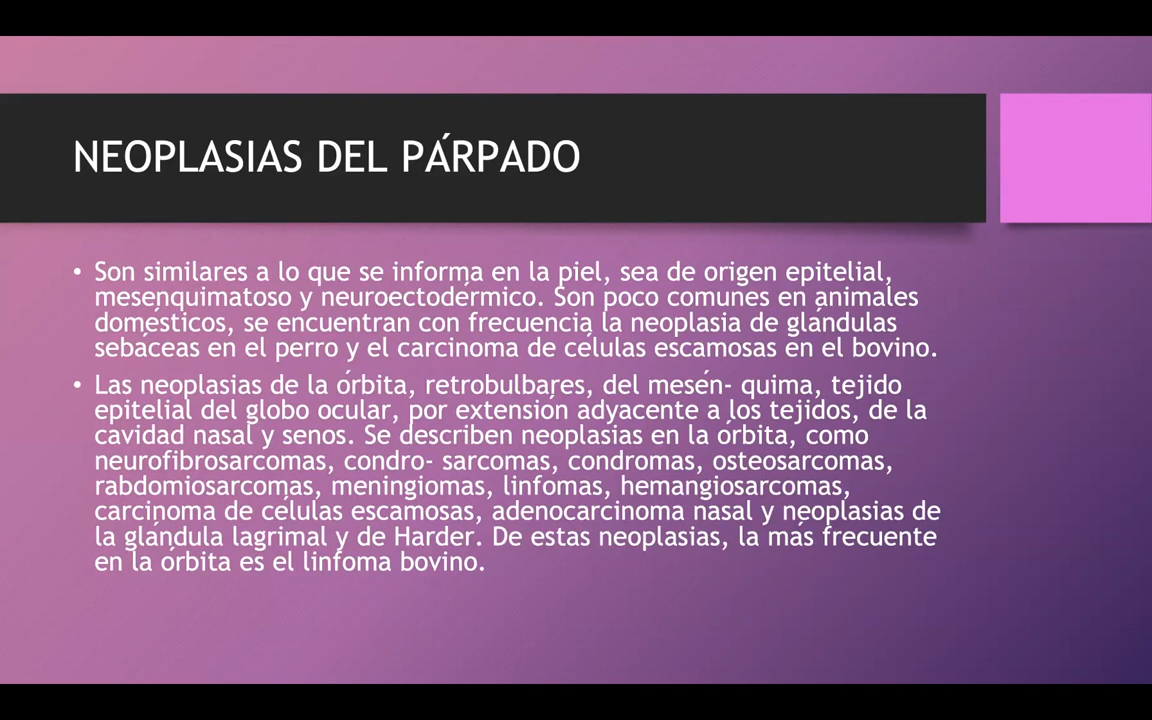 NEOPLASIAS DEL PÁRPADO
• Son similares a lo que se informa en la piel, sea de origen epitelial,
mesenquimatoso y neuroectodérmico. Son poco comunes en animales
domésticos, se encuentran con frecuencia la neoplasia de glándulas
sebáceas en el perro y el carcinoma de células escamosas en el bovino.
• Las neoplasias de la órbita, retrobulbares, del mesén- quima, tejido
epitelial del globo ocular, por extensión adyacente a los tejidos, de la
cavidad nasal y senos. Se describen neoplasias en la órbita, como
neurofibrosarcomas, condro- sarcomas, condromas, osteosarcomas,
rabdomiosarcomas, meningiomas, linfomas, hemangiosarcomas,
carcinoma de células escamosas, adenocarcinoma nasal y neoplasias de
la glándula lagrimal y de Harder. De estas neoplasias, la más frecuente
en la órbita es el linfoma bovino.